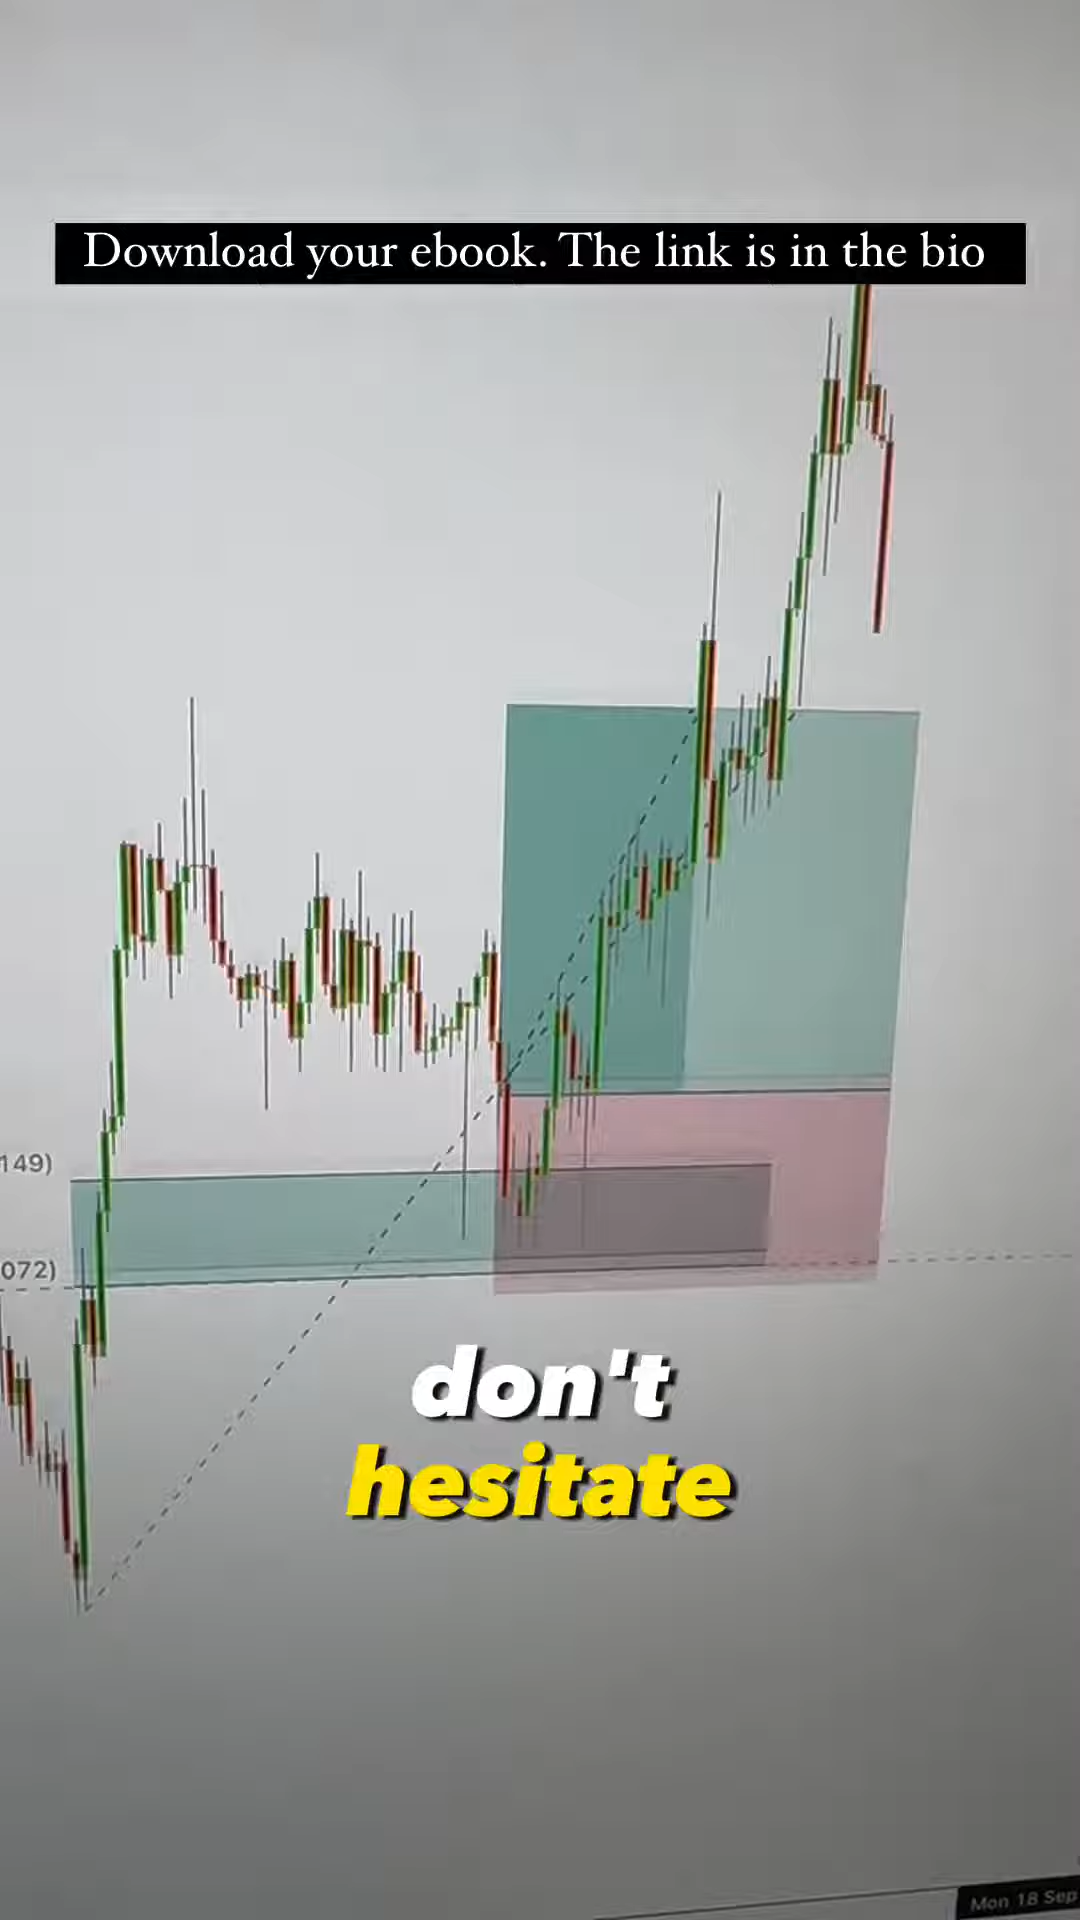 Download your ebook. The link is in the bio
149)
072)
don't
hesitate
Mon 18 Sep